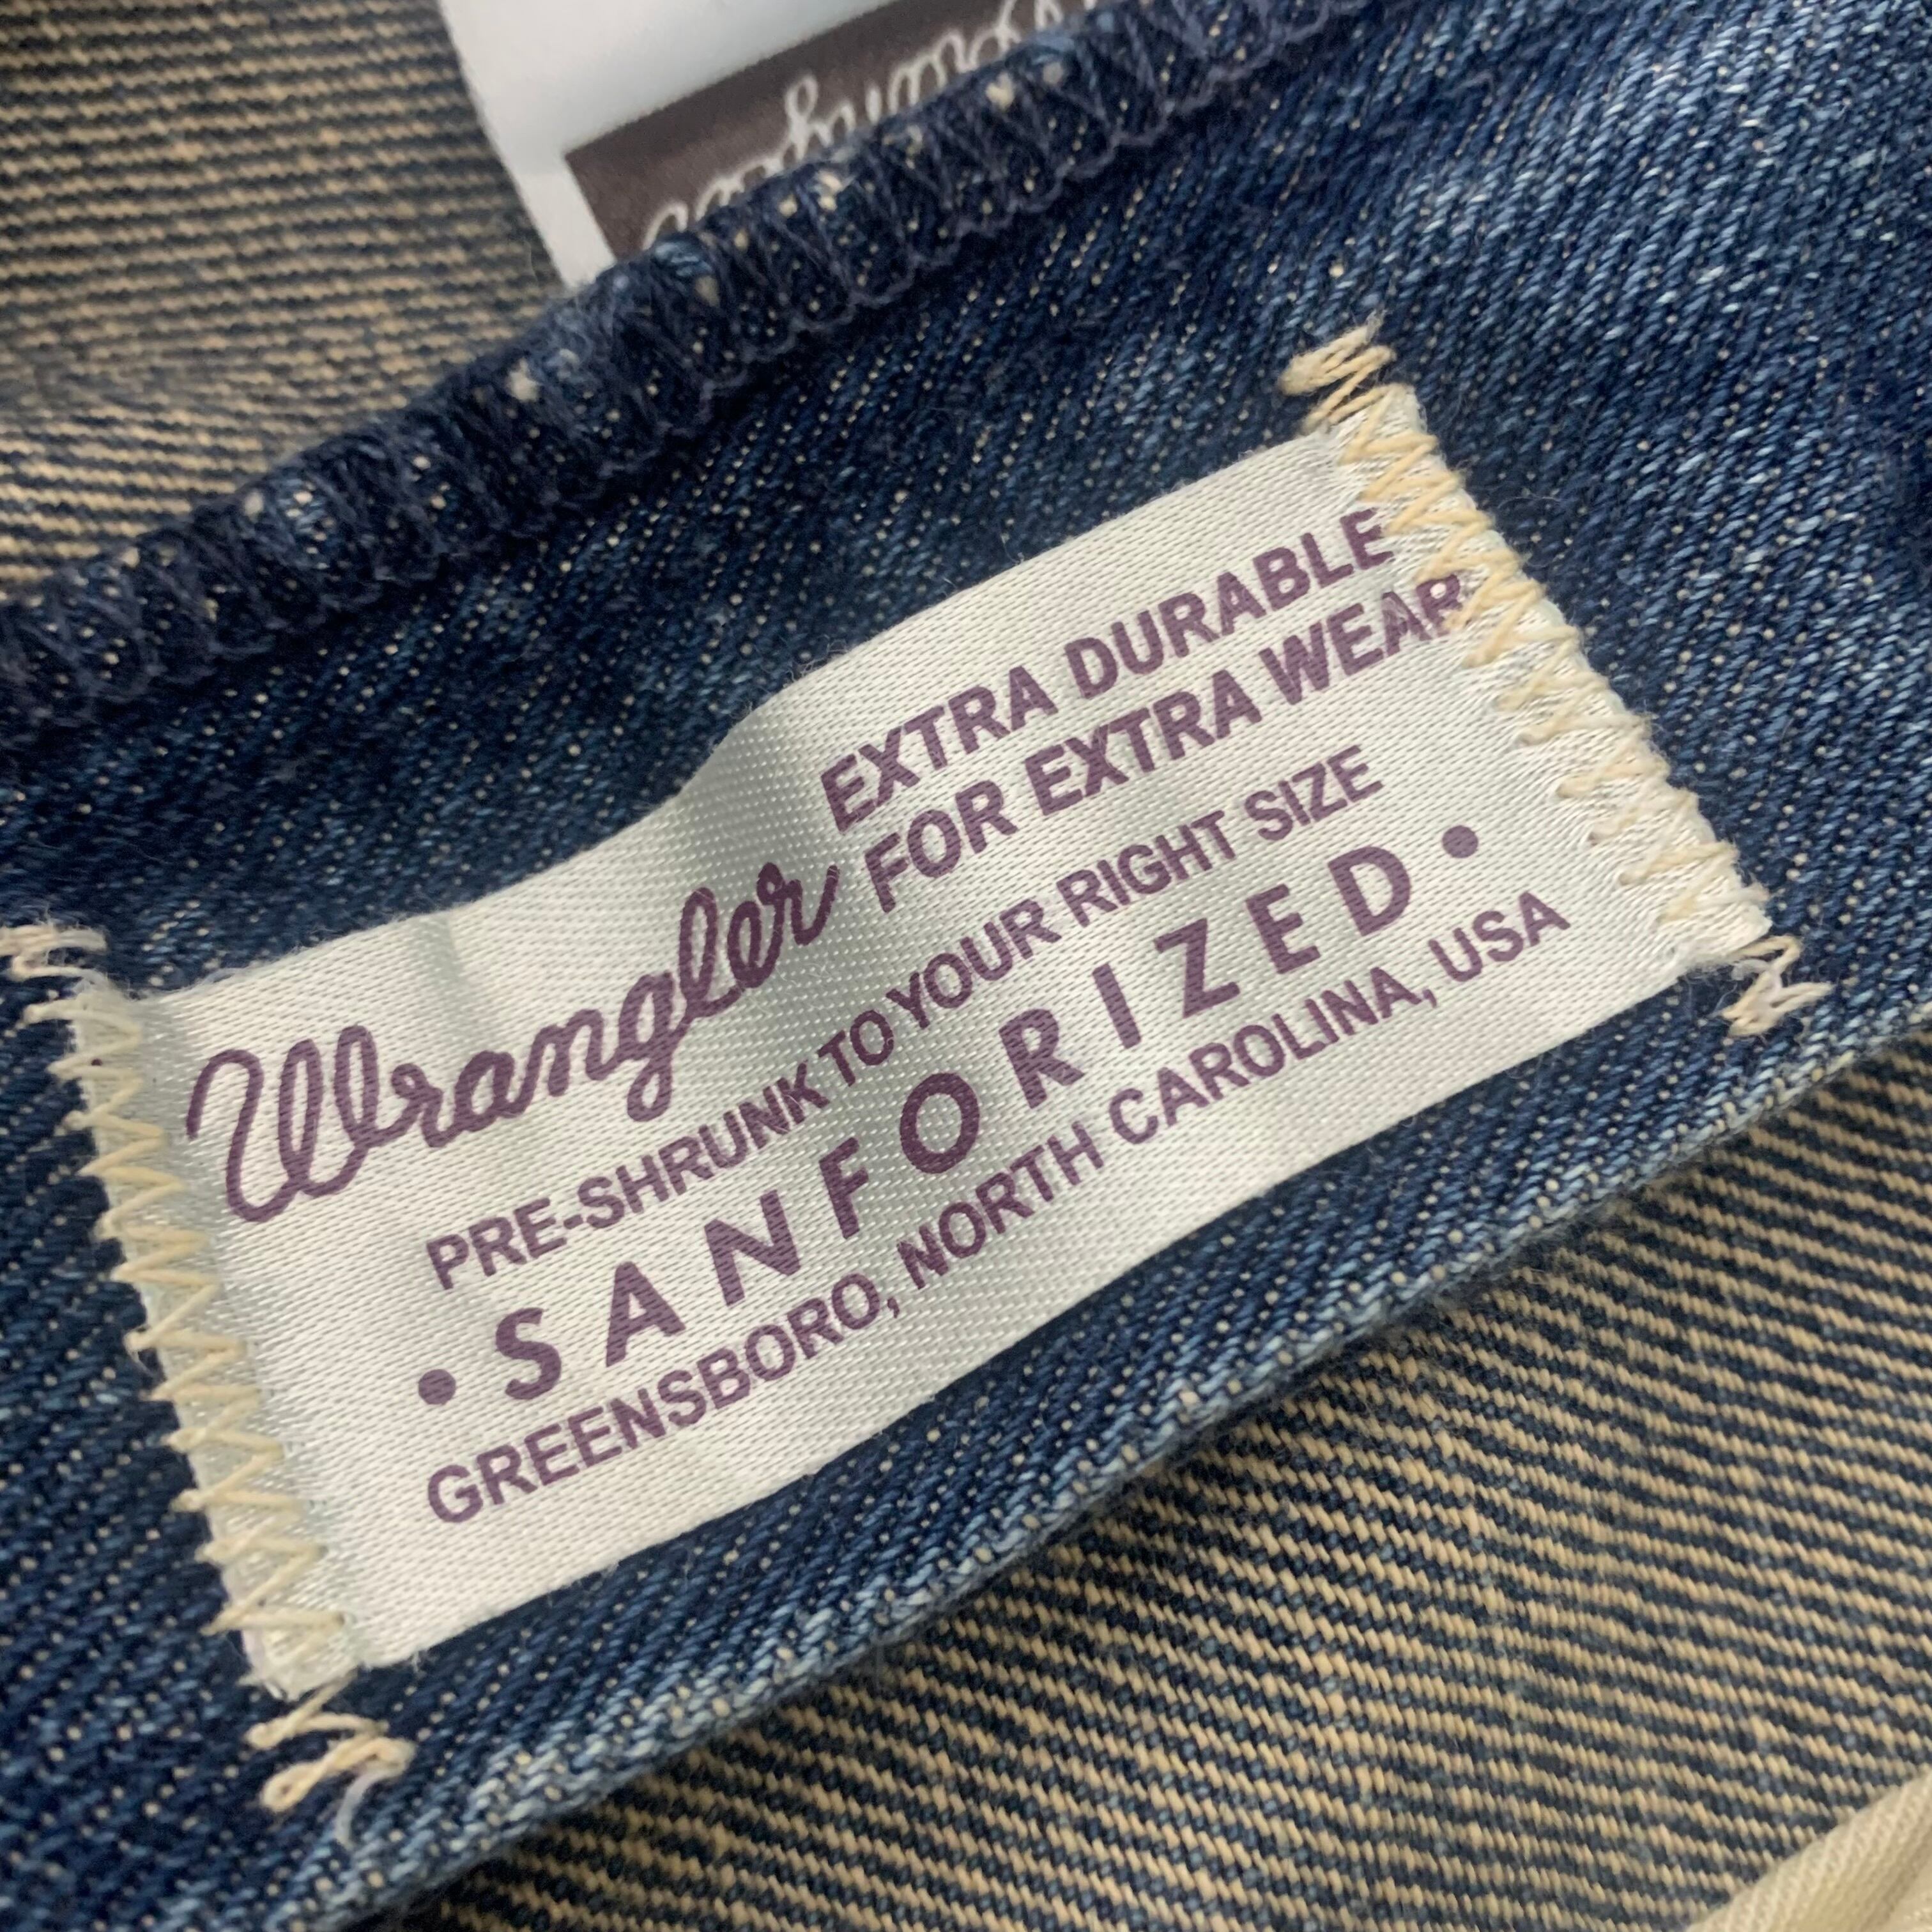 Wrangler EXTRA DURABLE
FOR EXTRA WEAR
PRE-SHRUNK TO YOUR RIGHT SIZE
• SANFORIZED •
GREENSBORO, NORTH CAROLINA, USA